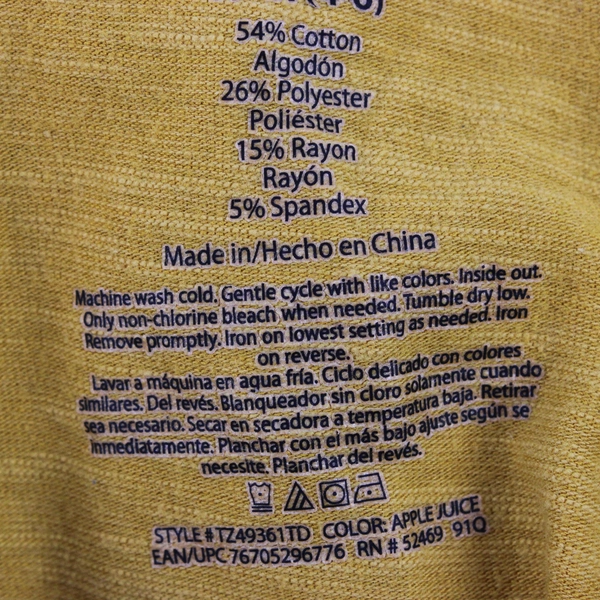 54% Cotton
Algodón
26% Polyester
Poliéster
15% Rayon
Rayón
5% Spandex
Made in/Hecho en China
Machine wash cold. Gentle cycle with like colors. Inside out.
Only non-chlorine bleach when needed. Tumble dry low.
Remove promptly. Iron on lowest setting as needed. Iron
on reverse.
Lavar a máquina en agua fría. Ciclo delicado con colores
similares. Del revés. Blanqueador sin cloro solamente cuando
sea necesario. Secar en secadora a temperatura baja. Retirar
inmediatamente. Planchar con el más bajo ajuste según se
necesite. Planchar del revés.
STYLE # TZ49361TD COLOR: APPLE JUICE
EAN/UPC 76705296776 RN # 52469 91Q